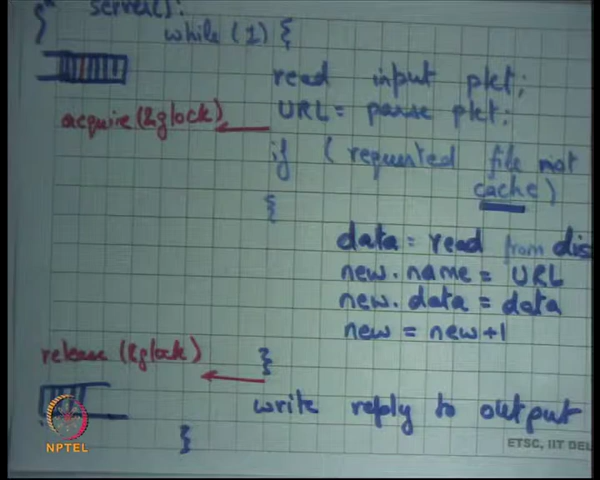 server():
while (1) {
read input pkt;
URL = parse pkt;
acquire(&glock)
if (requested file not
cache)
{
data = read from dis
new.name = URL
new.data = data
new = new+1
release (&glock)
}
write reply to output
}
NPTEL
ETSC, IIT DEL